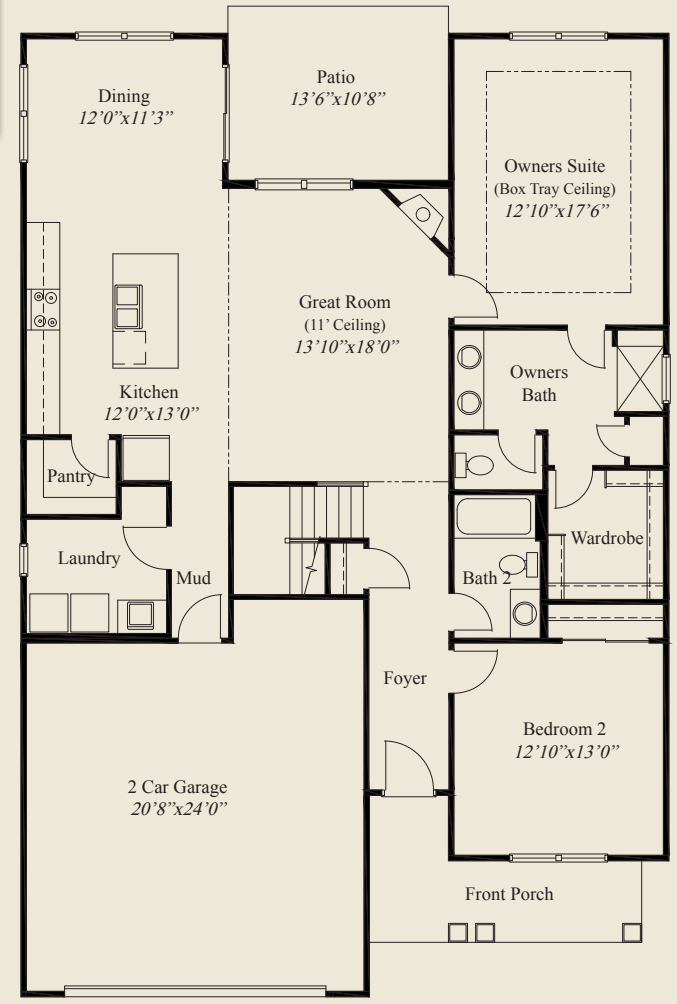 Patio
13’6”x10’8”
Dining
12’0”x11’3”
Owners Suite
(Box Tray Ceiling)
12’10”x17’6”
Great Room
(11’ Ceiling)
13’10”x18’0”
Kitchen
12’0”x13’0”
Owners
Bath
Pantry
Laundry
Mud
Wardrobe
Bath 2
Foyer
Bedroom 2
12’10”x13’0”
2 Car Garage
20’8”x24’0”
Front Porch